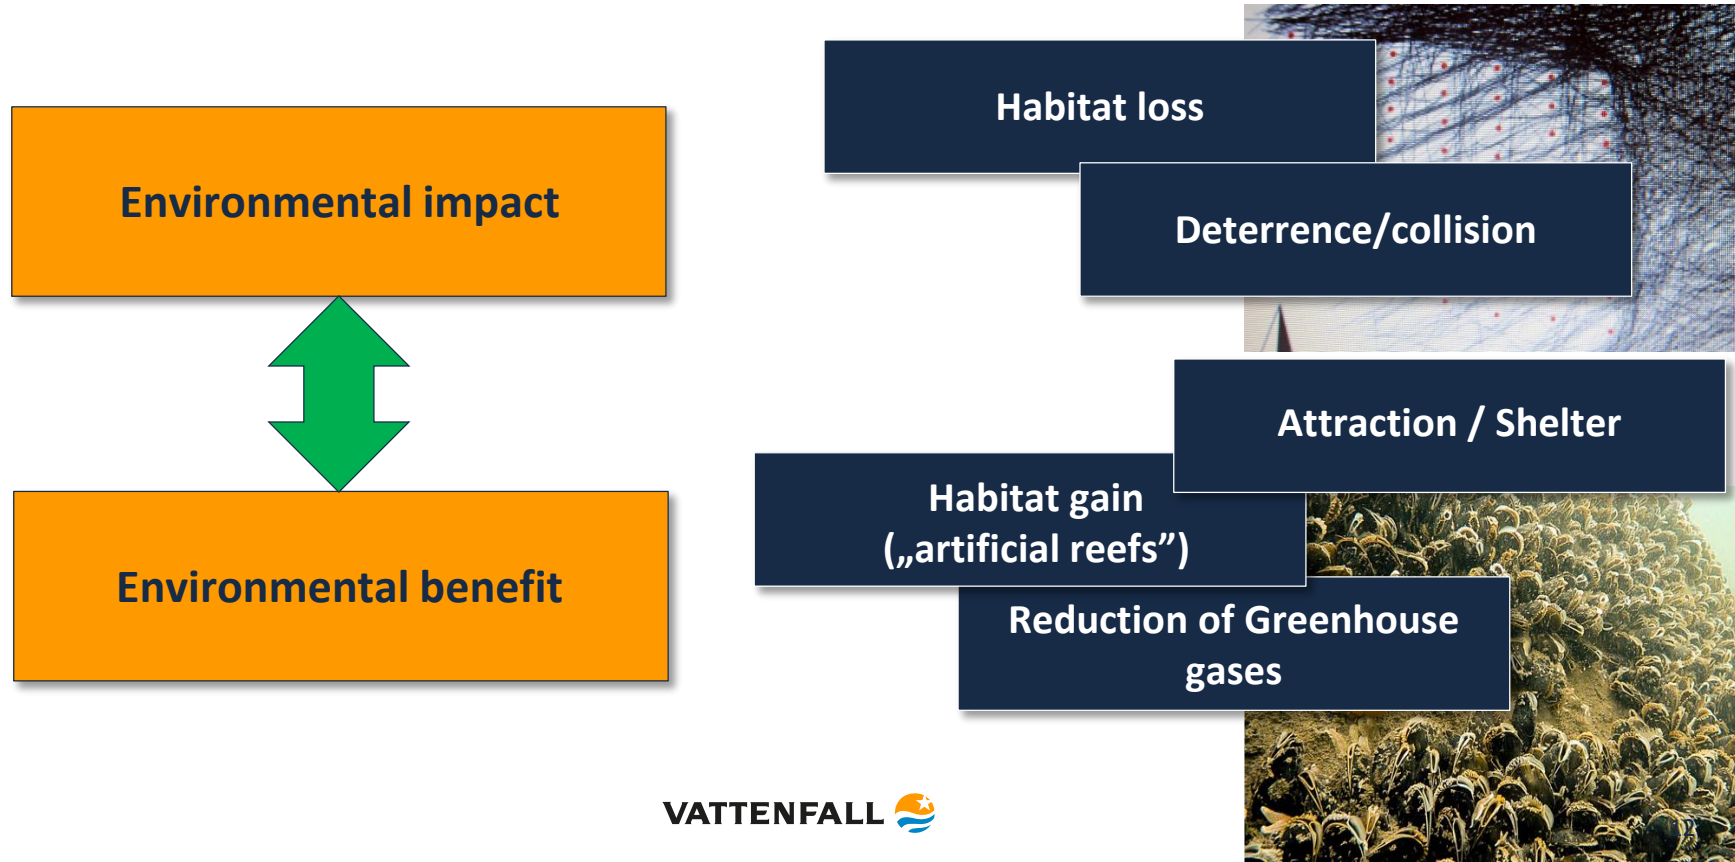 Environmental impact
Environmental benefit
Habitat loss
Deterrence/collision
Attraction / Shelter
Habitat gain
(„artificial reefs”)
Reduction of Greenhouse
gases
VATTENFALL
12